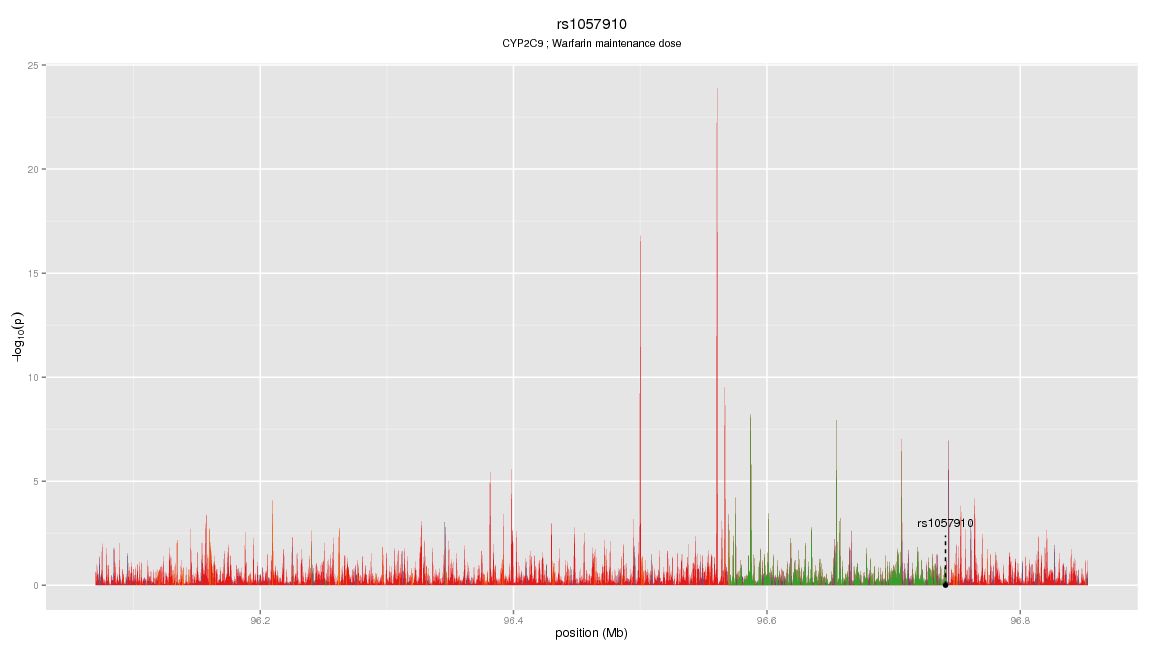 rs1057910
CYP2C9 ; Warfarin maintenance dose
25
20
15
10
5
0
−log10(p)
rs1057910
96.2
96.4
96.6
96.8
position (Mb)